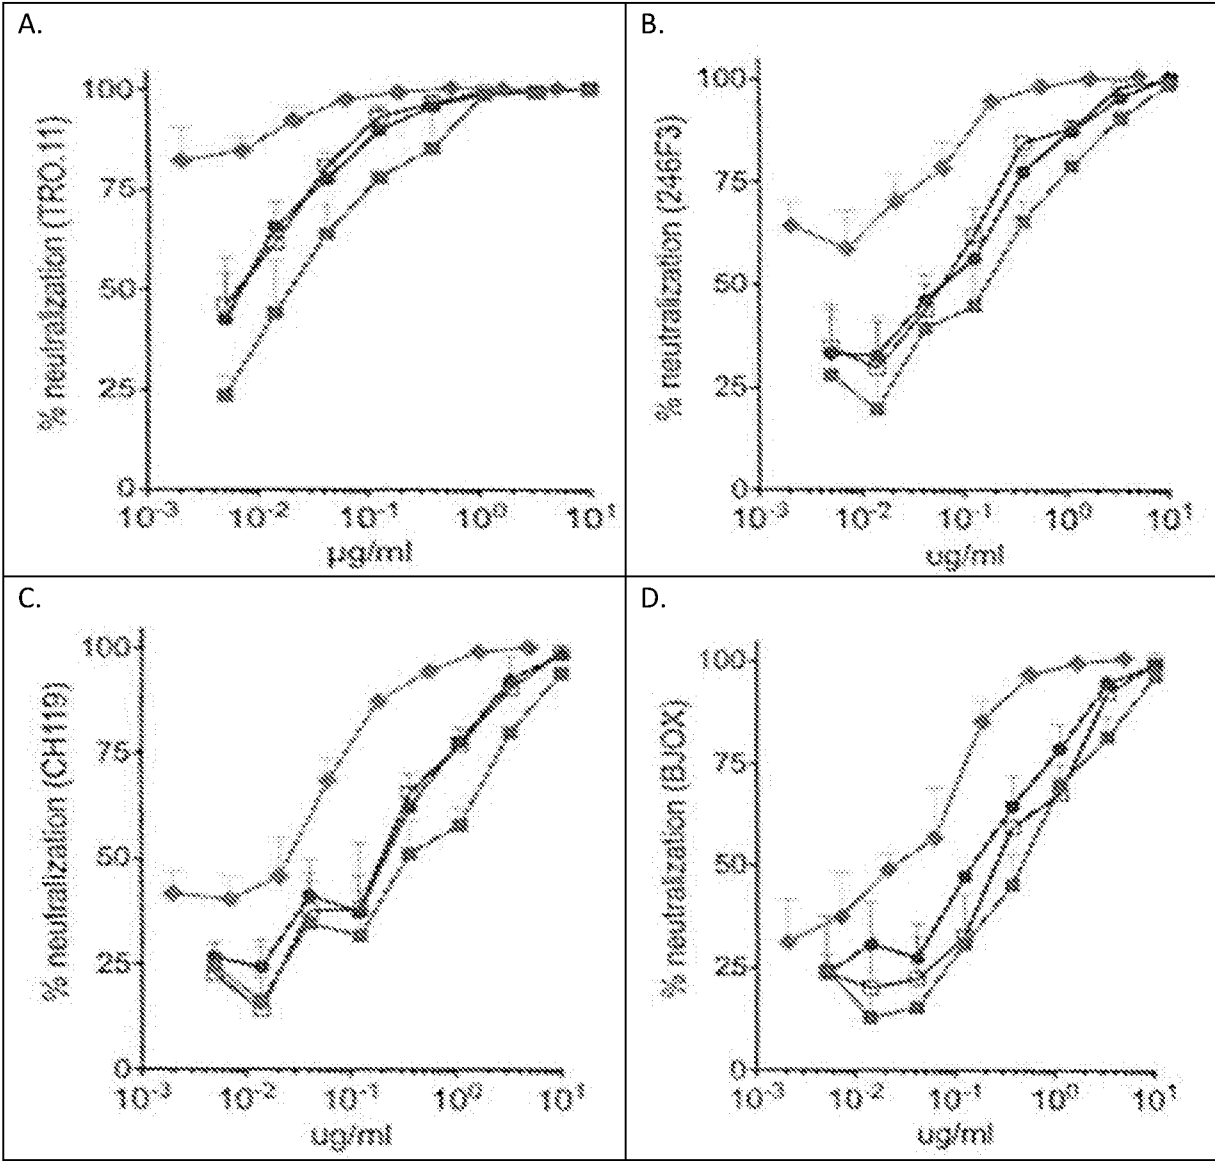 A.
% neutralization (TRO.11)
100
75
50
25
0
10-3 10-2 10-1 100 101
µg/ml
B.
% neutralization (246F3)
100
75
50
25
0
10-3 10-2 10-1 100 101
ug/ml
C.
% neutralization (CH119)
100
75
50
25
0
10-3 10-2 10-1 100 101
ug/ml
D.
% neutralization (BJOX)
100
75
50
25
0
10-3 10-2 10-1 100 101
ug/ml